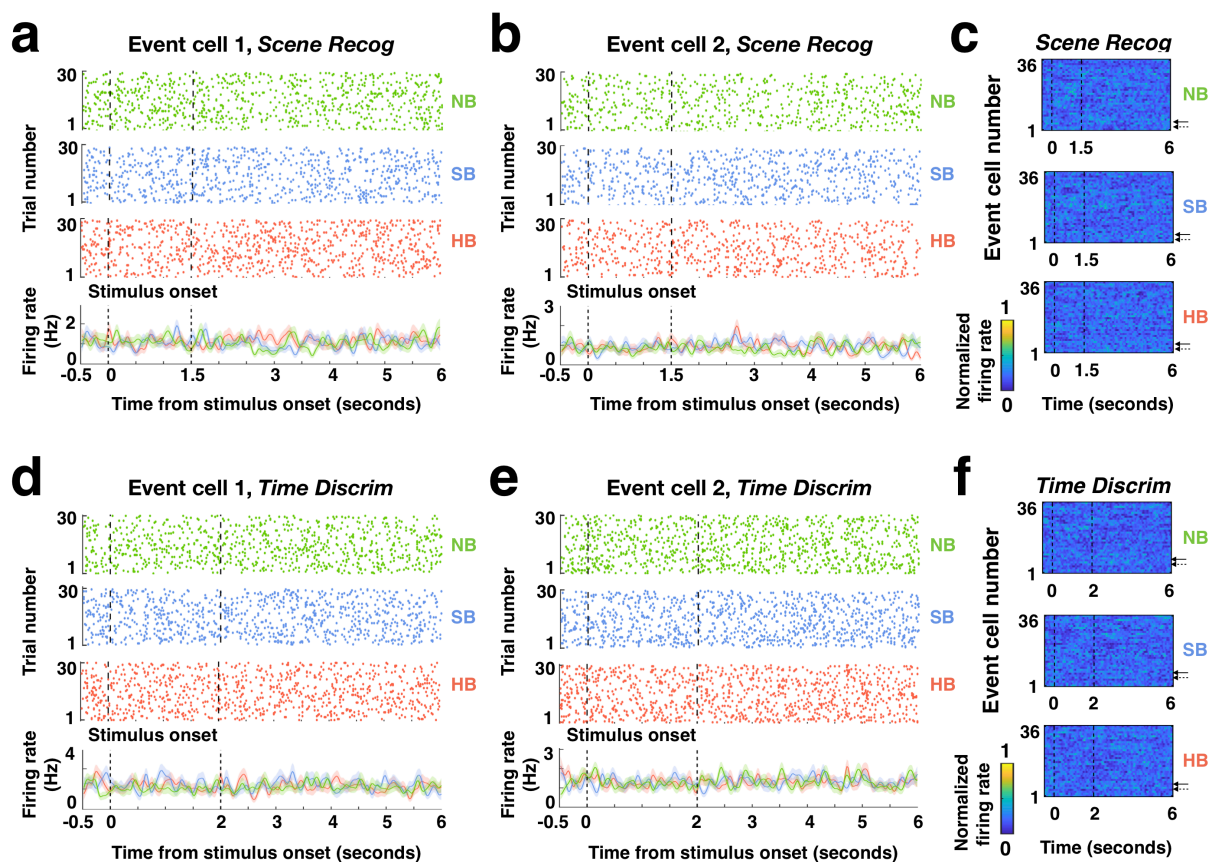 a
Event cell 1, Scene Recog
Trial number
30
1
NB
30
1
SB
30
1
HB
Stimulus onset
Firing rate
(Hz)
2
0
-0.5 0 1.5 3 4.5 6
Time from stimulus onset (seconds)
b
Event cell 2, Scene Recog
Trial number
30
1
NB
30
1
SB
30
1
HB
Stimulus onset
Firing rate
(Hz)
3
0
-0.5 0 1.5 3 4.5 6
Time from stimulus onset (seconds)
c
Scene Recog
Event cell number
36
1
NB
0 1.5 6
36
1
SB
0 1.5 6
36
1
HB
0 1.5 6
Normalized
firing rate
1
0
Time (seconds)
d
Event cell 1, Time Discrim
Trial number
30
1
NB
30
1
SB
30
1
HB
Stimulus onset
Firing rate
(Hz)
4
0
-0.5 0 2 3 4 5 6
Time from stimulus onset (seconds)
e
Event cell 2, Time Discrim
Trial number
30
1
NB
30
1
SB
30
1
HB
Stimulus onset
Firing rate
(Hz)
3
0
-0.5 0 2 3 4 5 6
Time from stimulus onset (seconds)
f
Time Discrim
Event cell number
36
1
NB
0 2 6
36
1
SB
0 2 6
36
1
HB
0 2 6
Normalized
firing rate
1
0
Time (seconds)